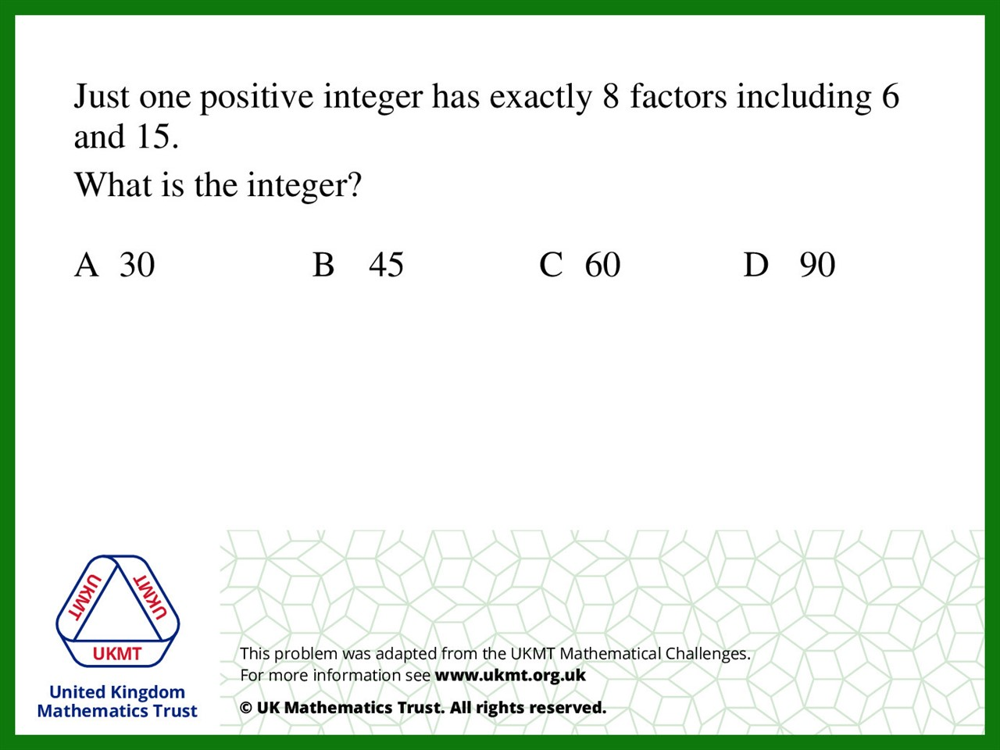 Just one positive integer has exactly 8 factors including 6
and 15.
What is the integer?
A 30 B 45 C 60 D 90
UKMT UKMT
UKMT
United Kingdom
Mathematics Trust
This problem was adapted from the UKMT Mathematical Challenges.
For more information see www.ukmt.org.uk
© UK Mathematics Trust. All rights reserved.